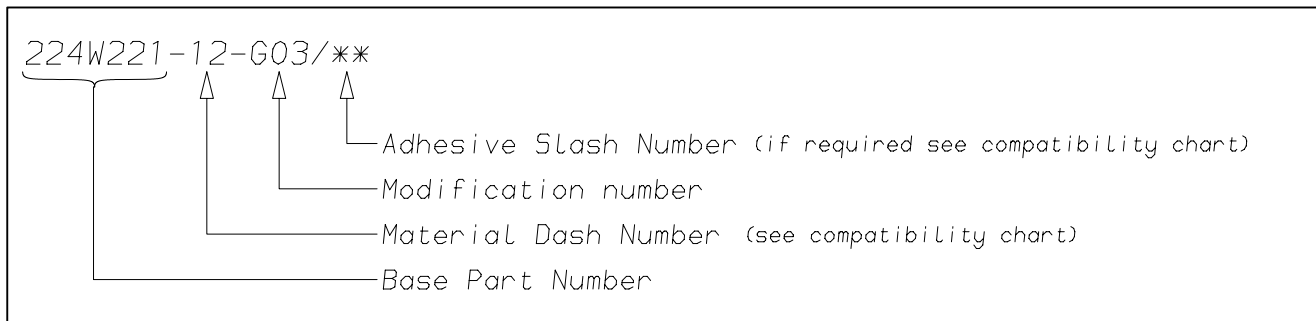 224W221-12-G03/**
Adhesive Slash Number (if required see compatibility chart)
Modification number
Material Dash Number (see compatibility chart)
Base Part Number